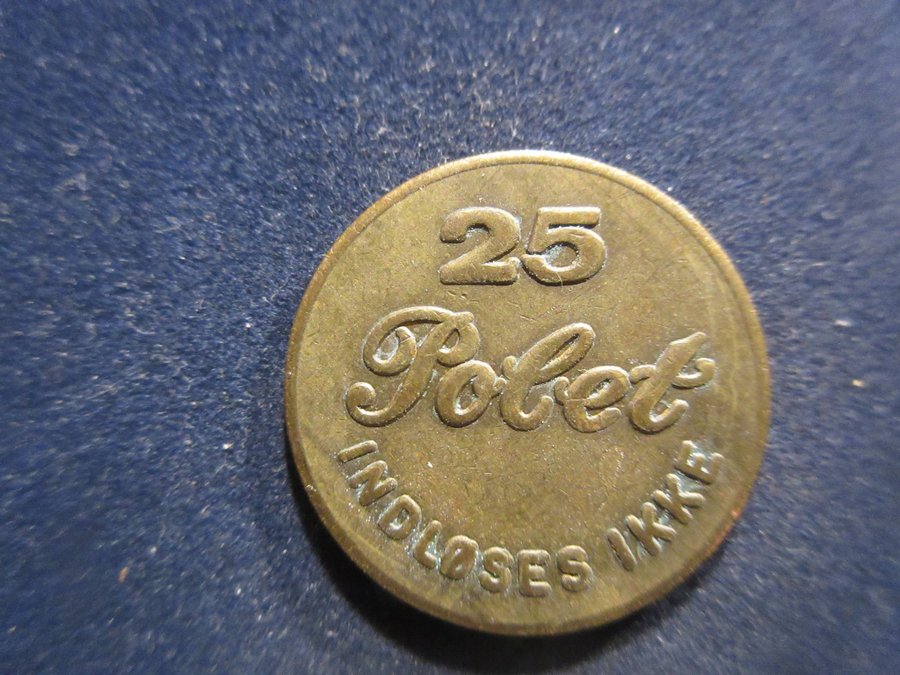 25
Polet
INDLØSES IKKE